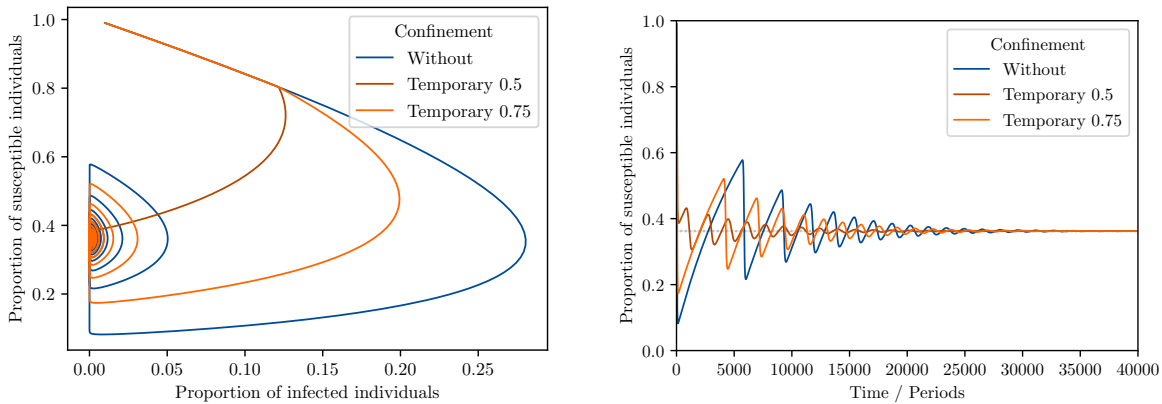 Proportion of susceptible individuals
1.0
0.8
0.6
0.4
0.2
Confinement
Without
Temporary 0.5
Temporary 0.75
0.00 0.05 0.10 0.15 0.20 0.25
Proportion of infected individuals
Proportion of susceptible individuals
1.0
0.8
0.6
0.4
0.2
0.0
Confinement
Without
Temporary 0.5
Temporary 0.75
0 5000 10000 15000 20000 25000 30000 35000 40000
Time / Periods